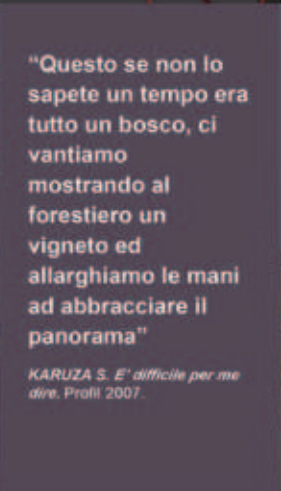 “Questo se non lo
sapete un tempo era
tutto un bosco, ci
vantiamo
mostrando al
forestiero un
vigneto ed
allarghiamo le mani
ad abbracciare il
panorama”
KARUZA S. E' difficile per me
dire. Profil 2007.